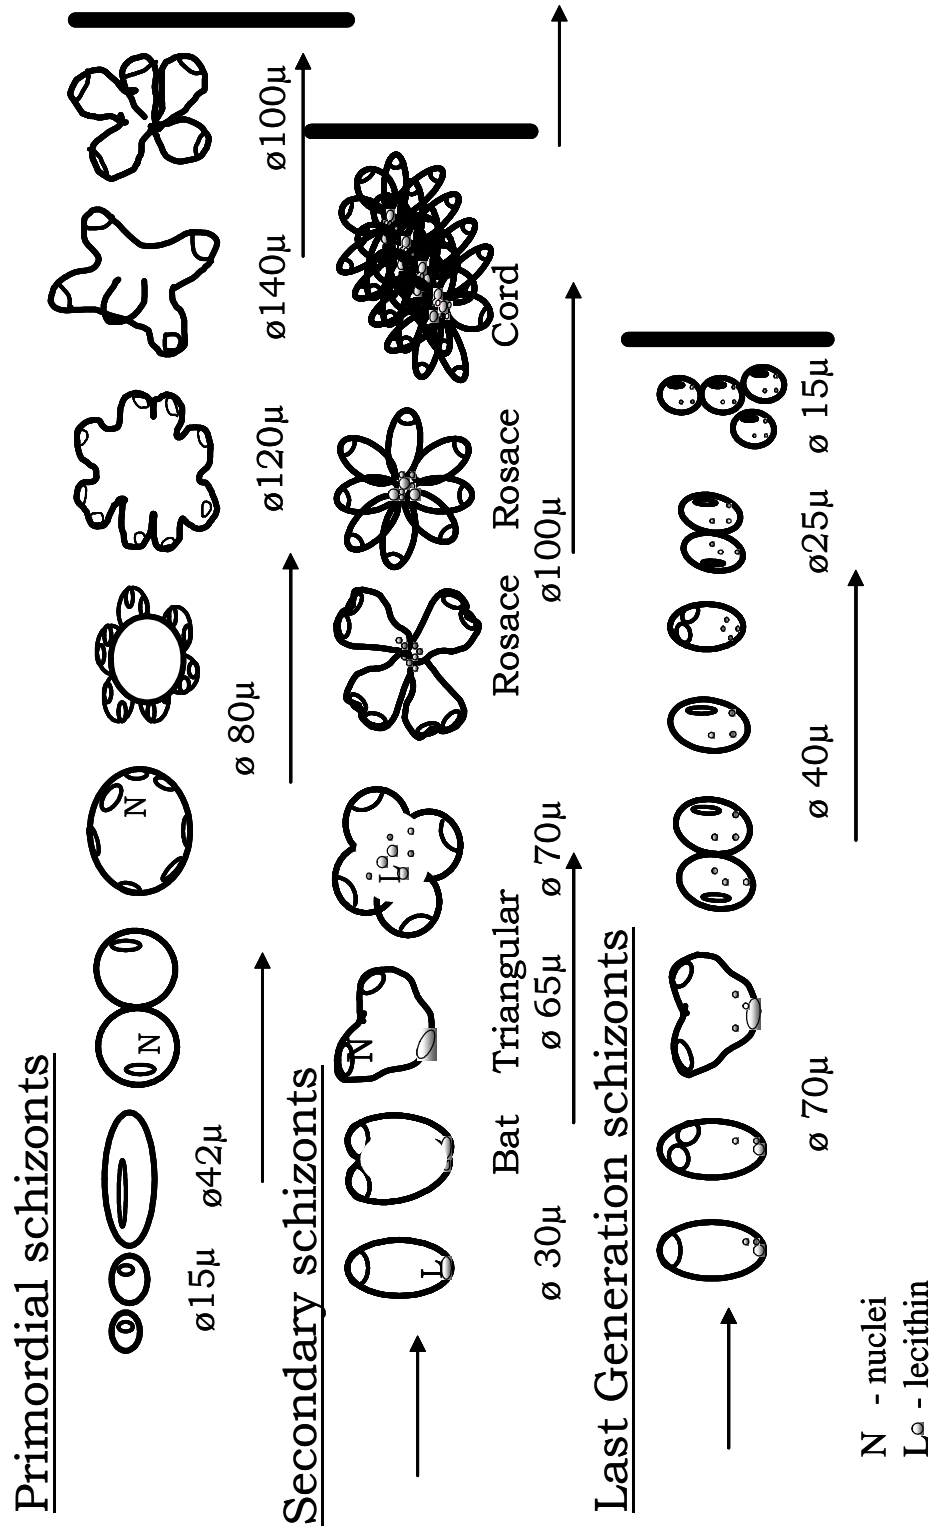 Primordial schizonts
N
N
ø15µ ø42µ ø 80µ ø120µ ø140µ ø100µ
Secondary schizonts
N
L
L
Bat Triangular Rosace Rosace Cord
ø 30µ ø 65µ ø 70µ ø100µ
Last Generation schizonts
ø 70µ ø 40µ ø25µ ø 15µ
N - nuclei
L - lecithin